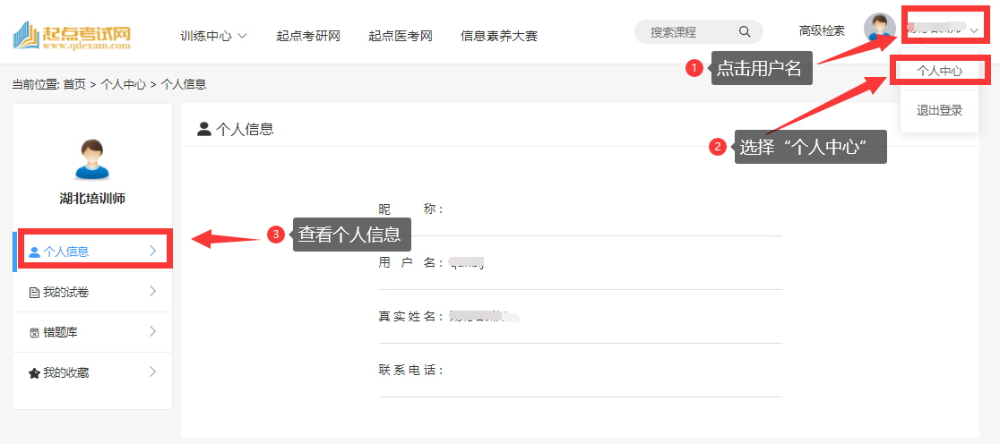 起点考试网
www.qdexam.com
训练中心
起点考研网
起点医考网
信息素养大赛
搜索课程
高级检索
1 点击用户名
个人中心
退出登录
当前位置: 首页 > 个人中心 > 个人信息
个人信息
2 选择“个人中心”
湖北培训师
昵 称:
3 查看个人信息
个人信息
用 户 名:
我的试卷
真实姓名:
错题库
联系电话:
我的收藏